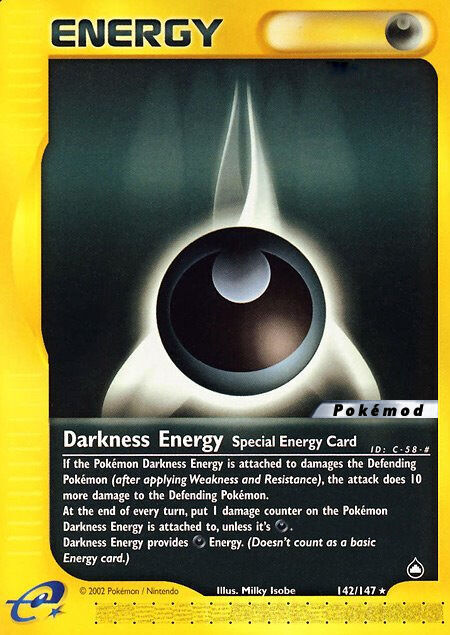 ENERGY
Pokémod
Darkness Energy Special Energy Card
ID: C-58-#
If the Pokémon Darkness Energy is attached to damages the Defending
Pokémon (after applying Weakness and Resistance), the attack does 10
more damage to the Defending Pokémon.
At the end of every turn, put 1 damage counter on the Pokémon
Darkness Energy is attached to, unless it's .
Darkness Energy provides Energy. (Doesn't count as a basic
Energy card.)
e
© 2002 Pokémon / Nintendo Illus. Milky Isobe 142/147 ★